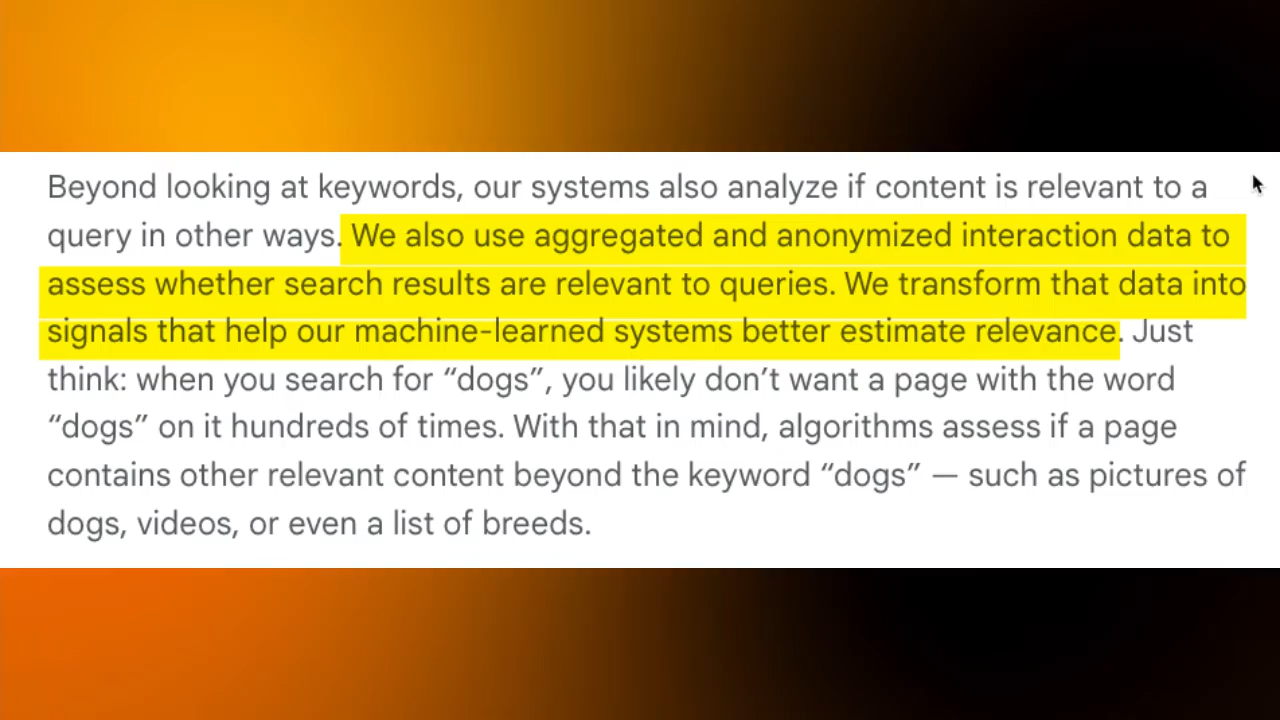 Beyond looking at keywords, our systems also analyze if content is relevant to a
query in other ways. We also use aggregated and anonymized interaction data to
assess whether search results are relevant to queries. We transform that data into
signals that help our machine-learned systems better estimate relevance. Just
think: when you search for “dogs”, you likely don’t want a page with the word
“dogs” on it hundreds of times. With that in mind, algorithms assess if a page
contains other relevant content beyond the keyword “dogs” — such as pictures of
dogs, videos, or even a list of breeds.